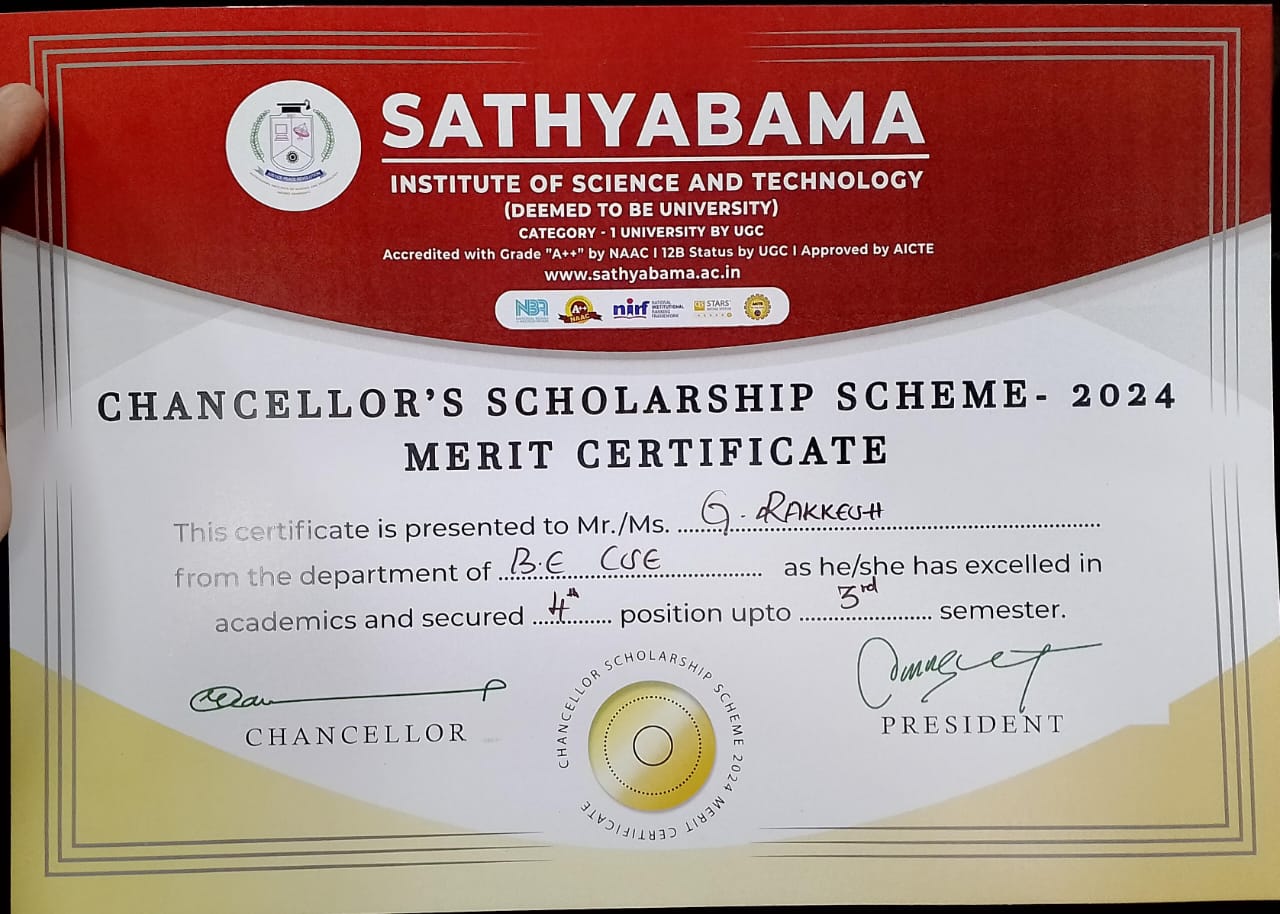 SATHYABAMA
INSTITUTE OF SCIENCE AND TECHNOLOGY
(DEEMED TO BE UNIVERSITY)
CATEGORY - 1 UNIVERSITY BY UGC
Accredited with Grade "A++" by NAAC I 12B Status by UGC I Approved by AICTE
www.sathyabama.ac.in
NBA A++ NAAC nirf NATIONAL INSTITUTIONAL RANKING FRAMEWORK STARS
CHANCELLOR'S SCHOLARSHIP SCHEME- 2024
MERIT CERTIFICATE
This certificate is presented to Mr./Ms. G. RAKKESH
from the department of B.E CSE as he/she has excelled in
academics and secured 4th position upto 3rd semester.
CHANCELLOR
PRESIDENT
CHANCELLOR SCHOLARSHIP SCHEME 2024 MERIT CERTIFICATE